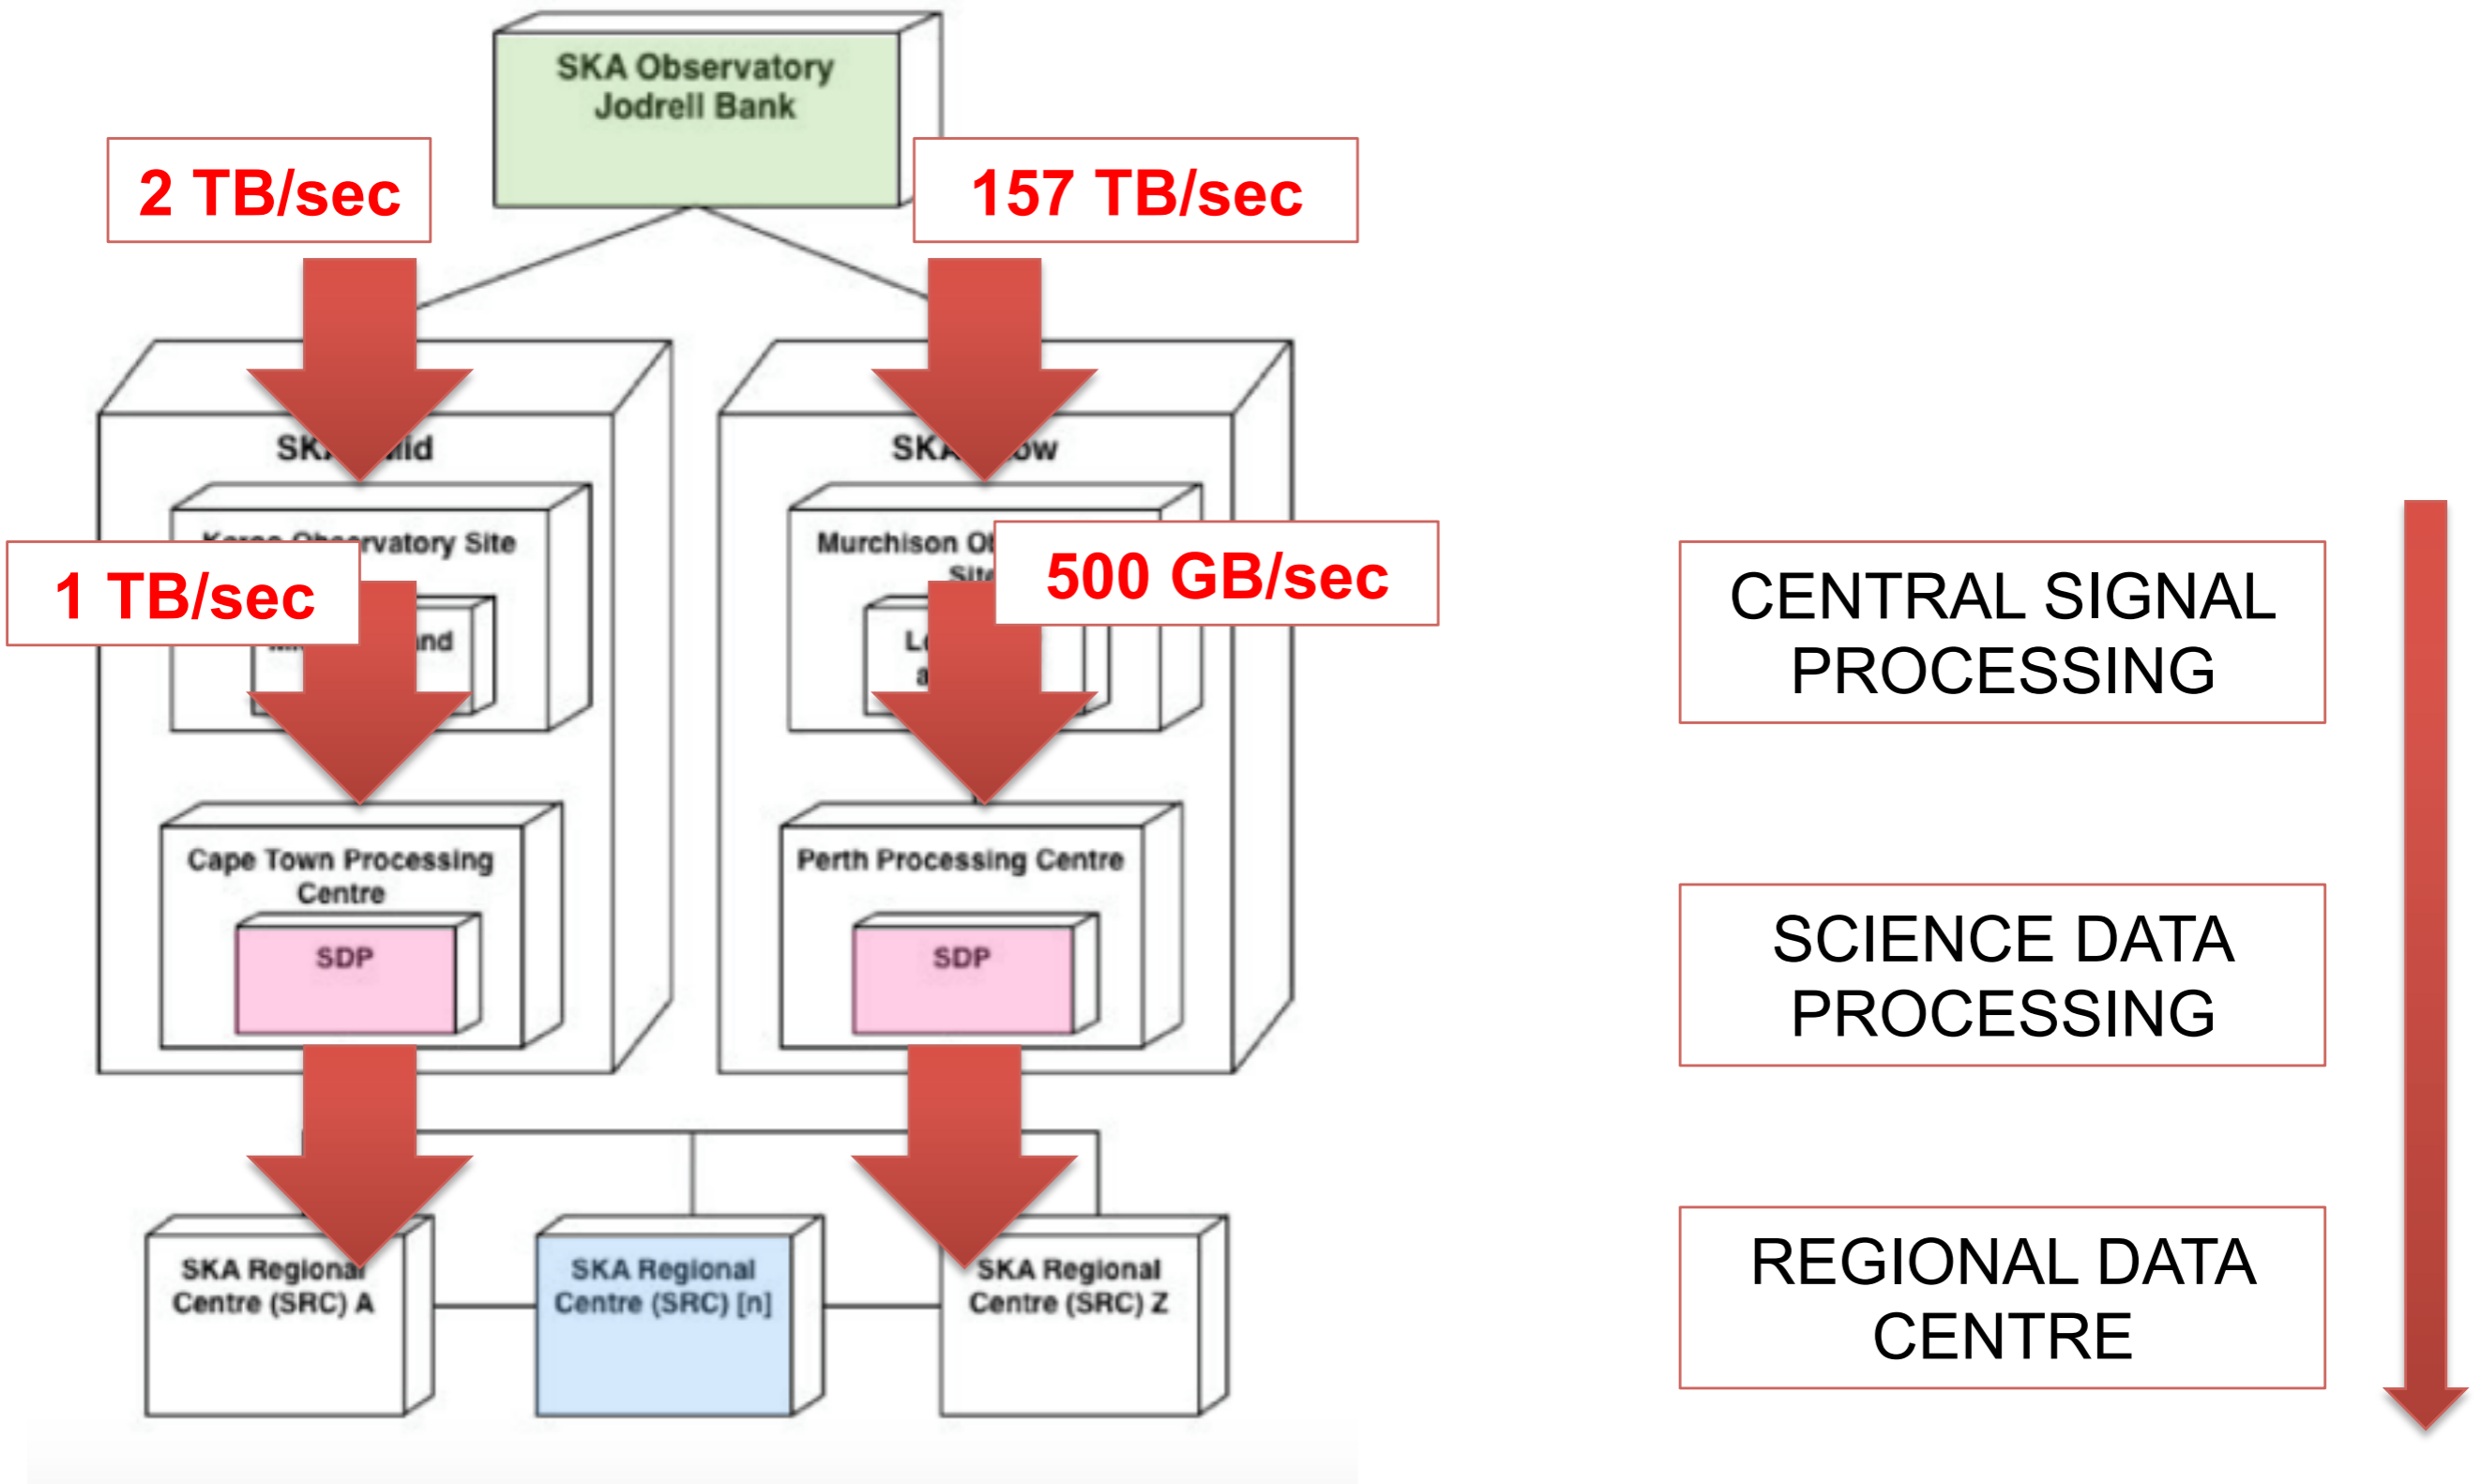 SKA Observatory
Jodrell Bank
2 TB/sec
157 TB/sec
Observatory Site
1 TB/sec
Murchison
500 GB/sec
Cape Town Processing
Centre
SDP
Perth Processing Centre
SDP
SKA Regional
Centre (SRC) A
SKA Regional
Centre (SRC) [n]
SKA Regional
Centre (SRC) Z
CENTRAL SIGNAL
PROCESSING
SCIENCE DATA
PROCESSING
REGIONAL DATA
CENTRE